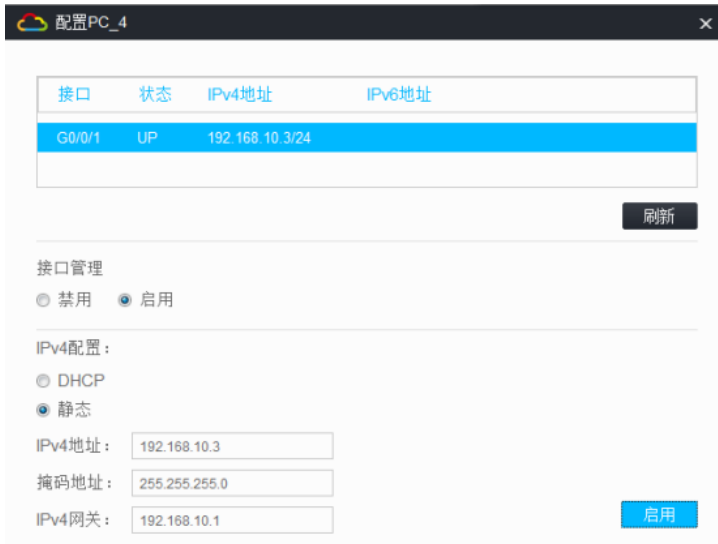 配置PC_4
接口 状态 IPv4地址 IPv6地址
G0/0/1 UP 192.168.10.3/24
刷新
接口管理
禁用 启用
IPv4配置：
DHCP
静态
IPv4地址： 192.168.10.3
掩码地址： 255.255.255.0
IPv4网关： 192.168.10.1
启用